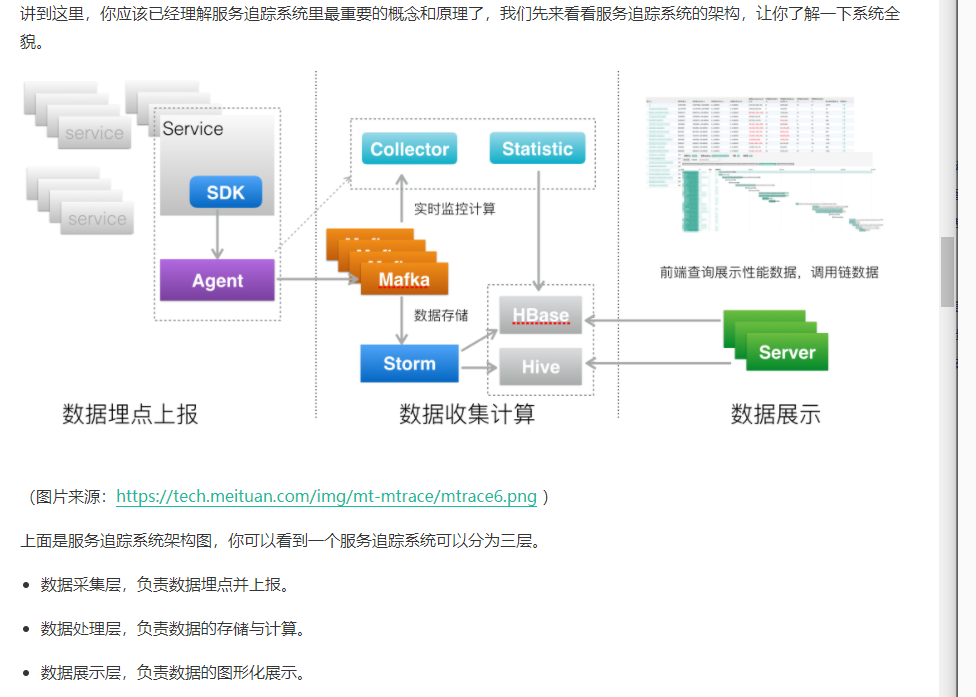 讲到这里，你应该已经理解服务追踪系统里最重要的概念和原理了，我们先来看看服务追踪系统的架构，让你了解一下系统全
貌。
service
Service
SDK
service
Agent
数据埋点上报
Collector
Statistic
实时监控计算
Mafka
数据存储
Storm
HBase
Hive
数据收集计算
前端查询展示性能数据，调用链数据
Server
数据展示
（图片来源：https://tech.meituan.com/img/mt-mtrace/mtrace6.png ）
上面是服务追踪系统架构图，你可以看到一个服务追踪系统可以分为三层。
• 数据采集层，负责数据埋点并上报。
• 数据处理层，负责数据的存储与计算。
• 数据展示层，负责数据的图形化展示。